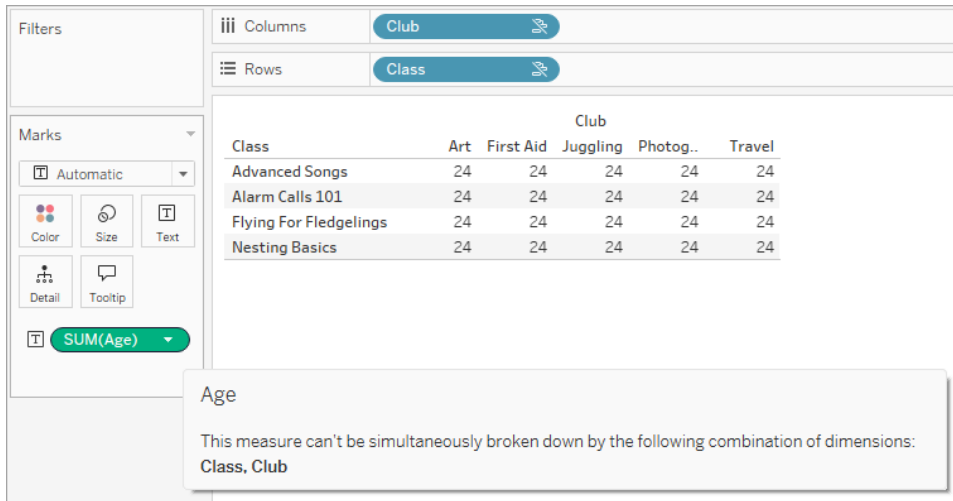 Filters
Columns
Club
Rows
Class
Marks
Automatic
Color Size Text
Detail Tooltip
SUM(Age)
Club
Class Art First Aid Juggling Photog.. Travel
Advanced Songs 24 24 24 24 24
Alarm Calls 101 24 24 24 24 24
Flying For Fledgelings 24 24 24 24 24
Nesting Basics 24 24 24 24 24
Age
This measure can't be simultaneously broken down by the following combination of dimensions:
Class, Club